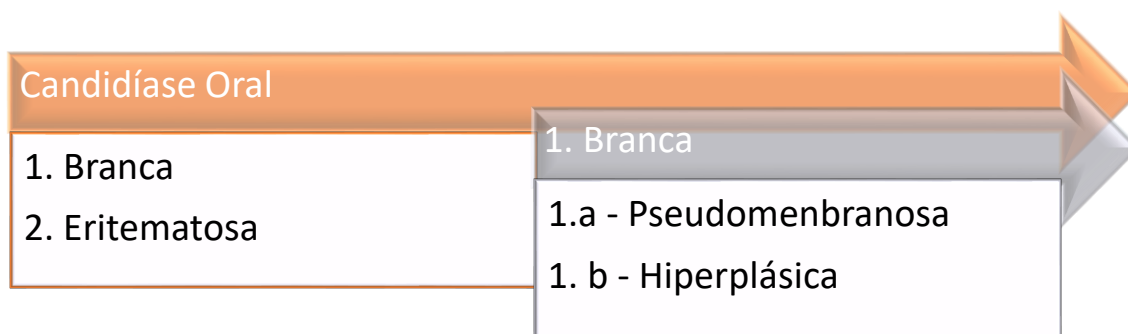 Candidíase Oral
1. Branca
2. Eritematosa
1. Branca
1.a - Pseudomenbranosa
1. b - Hiperplásica